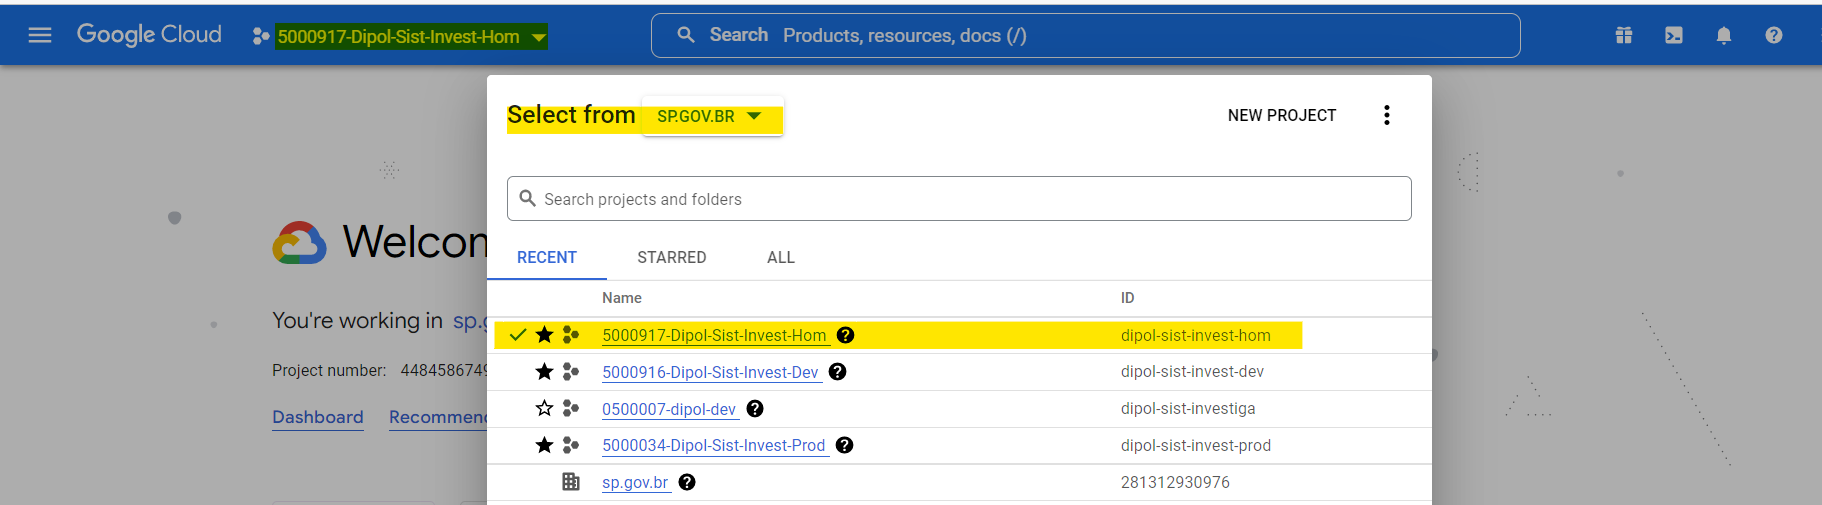 Google Cloud 5000917-Dipol-Sist-Invest-Hom Search Products, resources, docs (/)
Select from SP.GOV.BR NEW PROJECT
Search projects and folders
Welcom
RECENT STARRED ALL
Name ID
You're working in sp.g
5000917-Dipol-Sist-Invest-Hom dipol-sist-invest-hom
Project number: 4484586749
5000916-Dipol-Sist-Invest-Dev dipol-sist-invest-dev
0500007-dipol-dev dipol-sist-investiga
Dashboard Recommen
5000034-Dipol-Sist-Invest-Prod dipol-sist-invest-prod
sp.gov.br 281312930976